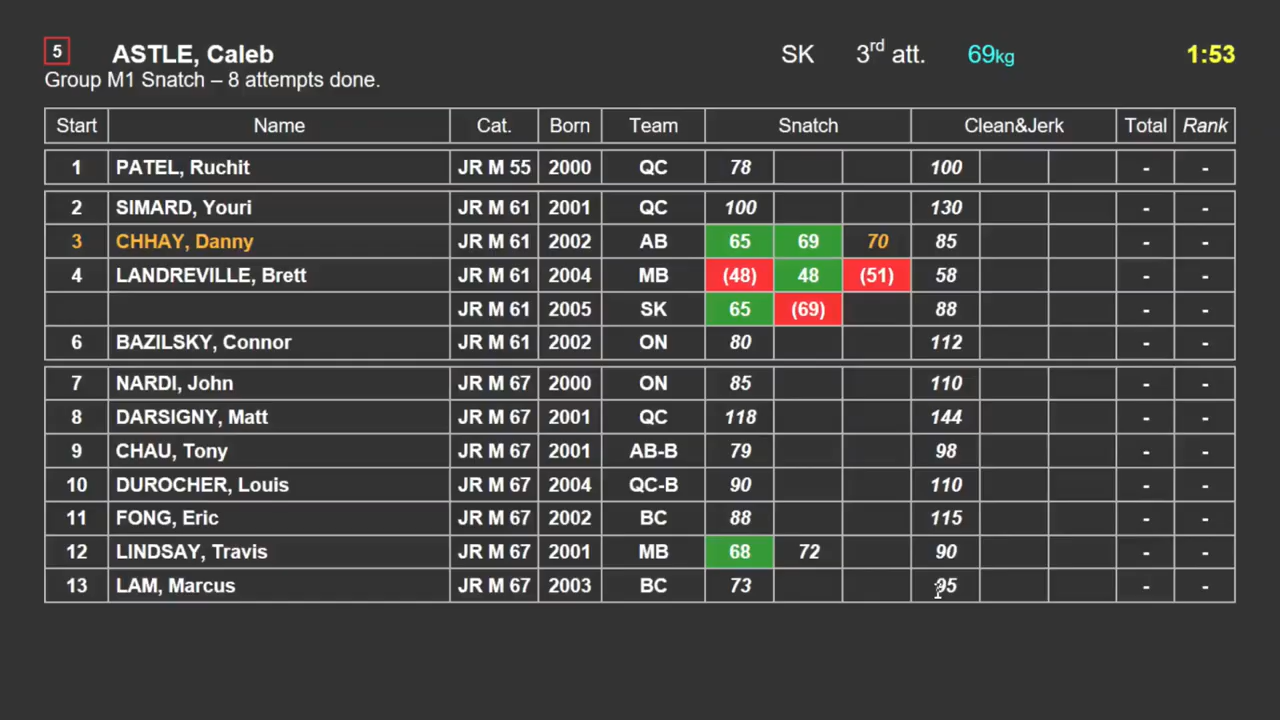 5 ASTLE, Caleb SK 3rd att. 69kg 1:53
Group M1 Snatch – 8 attempts done.
Start Name Cat. Born Team Snatch Clean&Jerk Total Rank
1 PATEL, Ruchit JR M 55 2000 QC 78 100 - -
2 SIMARD, Youri JR M 61 2001 QC 100 130 - -
3 CHHAY, Danny JR M 61 2002 AB 65 69 70 85 - -
4 LANDREVILLE, Brett JR M 61 2004 MB (48) 48 (51) 58 - -
JR M 61 2005 SK 65 (69) 88 - -
6 BAZILSKY, Connor JR M 61 2002 ON 80 112 - -
7 NARDI, John JR M 67 2000 ON 85 110 - -
8 DARSIGNY, Matt JR M 67 2001 QC 118 144 - -
9 CHAU, Tony JR M 67 2001 AB-B 79 98 - -
10 DUROCHER, Louis JR M 67 2004 QC-B 90 110 - -
11 FONG, Eric JR M 67 2002 BC 88 115 - -
12 LINDSAY, Travis JR M 67 2001 MB 68 72 90 - -
13 LAM, Marcus JR M 67 2003 BC 73 95 - -